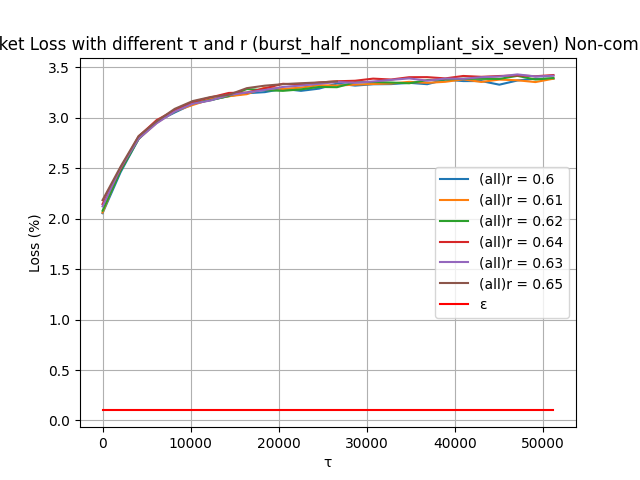 ket Loss with different τ and r (burst_half_noncompliant_six_seven) Non-com
3.5
3.0
2.5
2.0
1.5
1.0
0.5
0.0
Loss (%)
(all)r = 0.6
(all)r = 0.61
(all)r = 0.62
(all)r = 0.64
(all)r = 0.63
(all)r = 0.65
ε
0 10000 20000 30000 40000 50000
τ